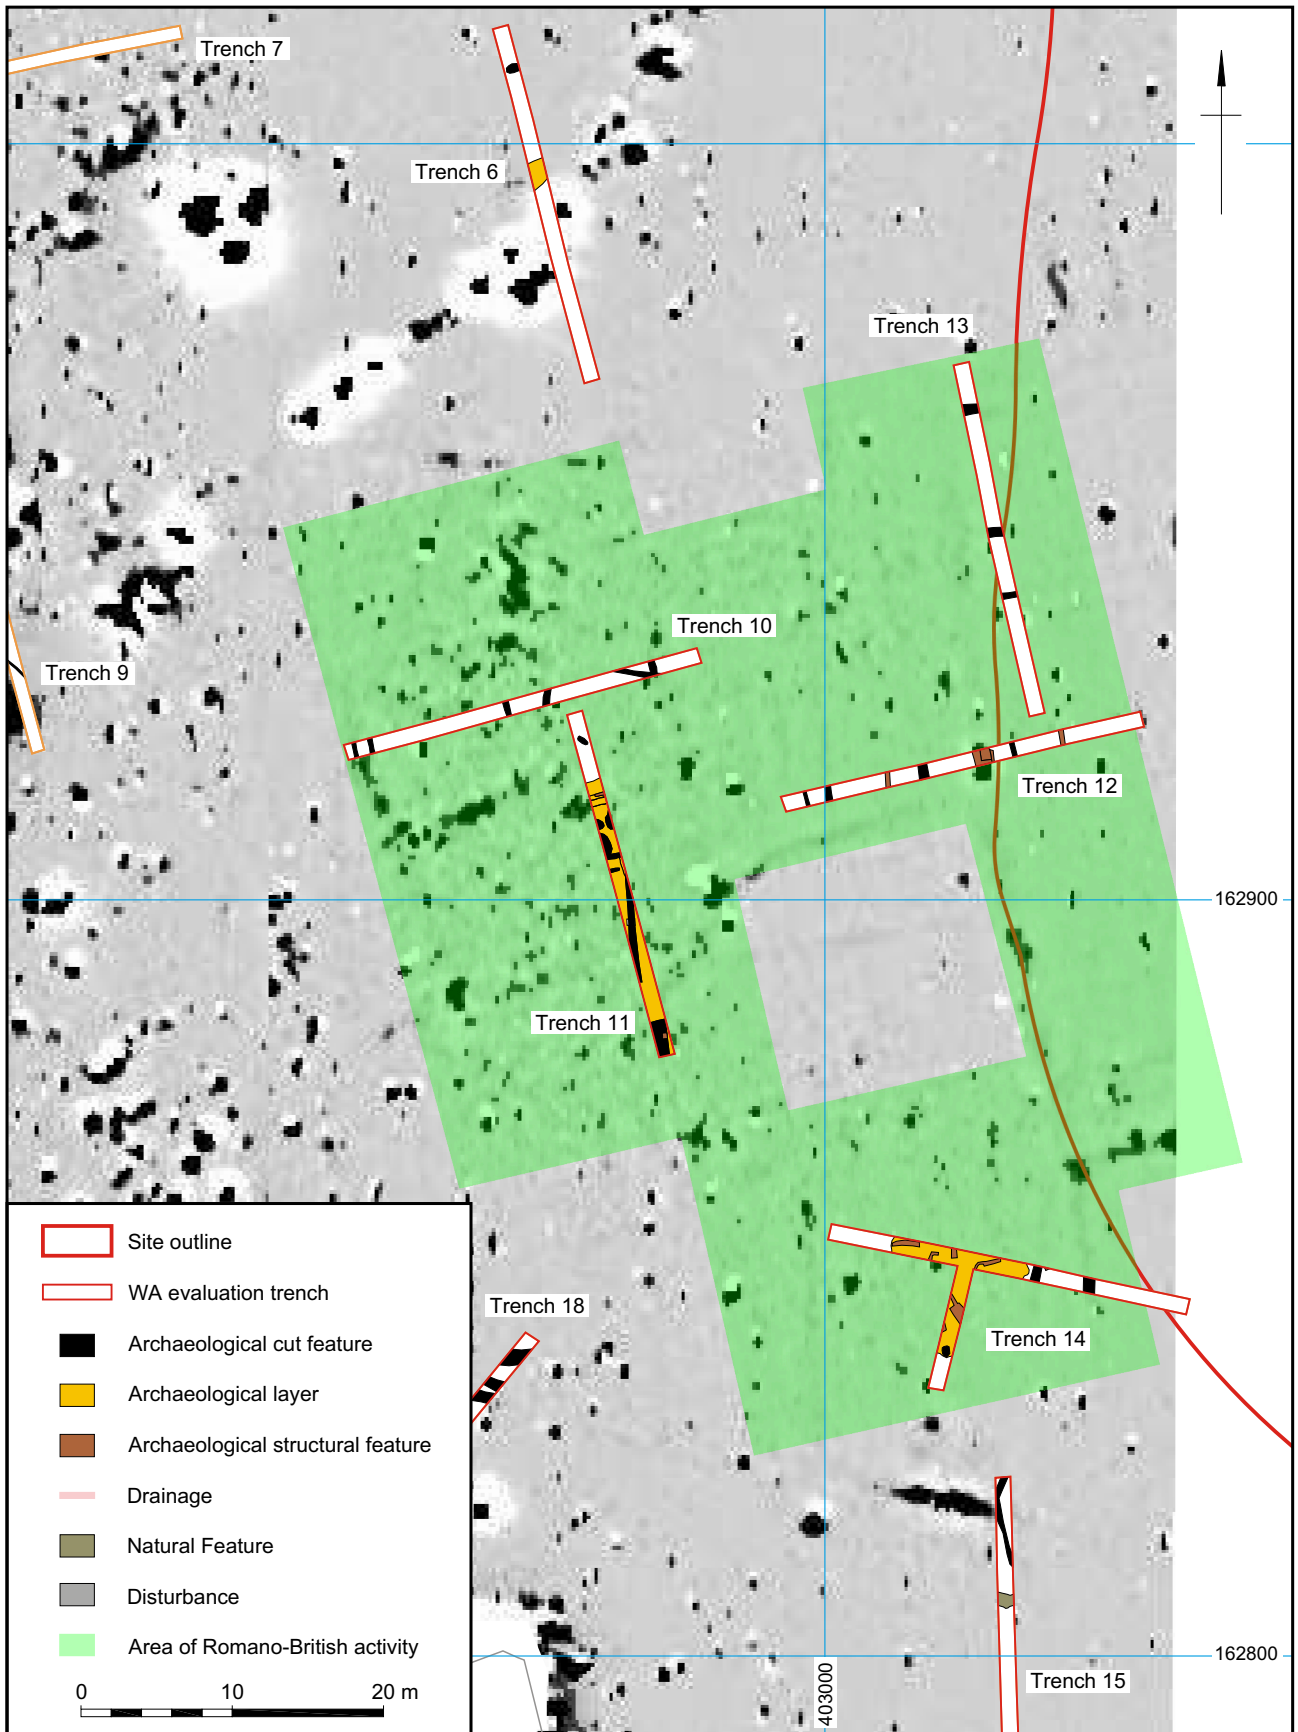 Trench 7
Trench 6
Trench 13
Trench 10
Trench 9
Trench 12
162900
Trench 11
Site outline
WA evaluation trench
Trench 18
Archaeological cut feature
Trench 14
Archaeological layer
Archaeological structural feature
Drainage
Natural Feature
Disturbance
Area of Romano-British activity
162800
Trench 15
403000
0 10 20 m